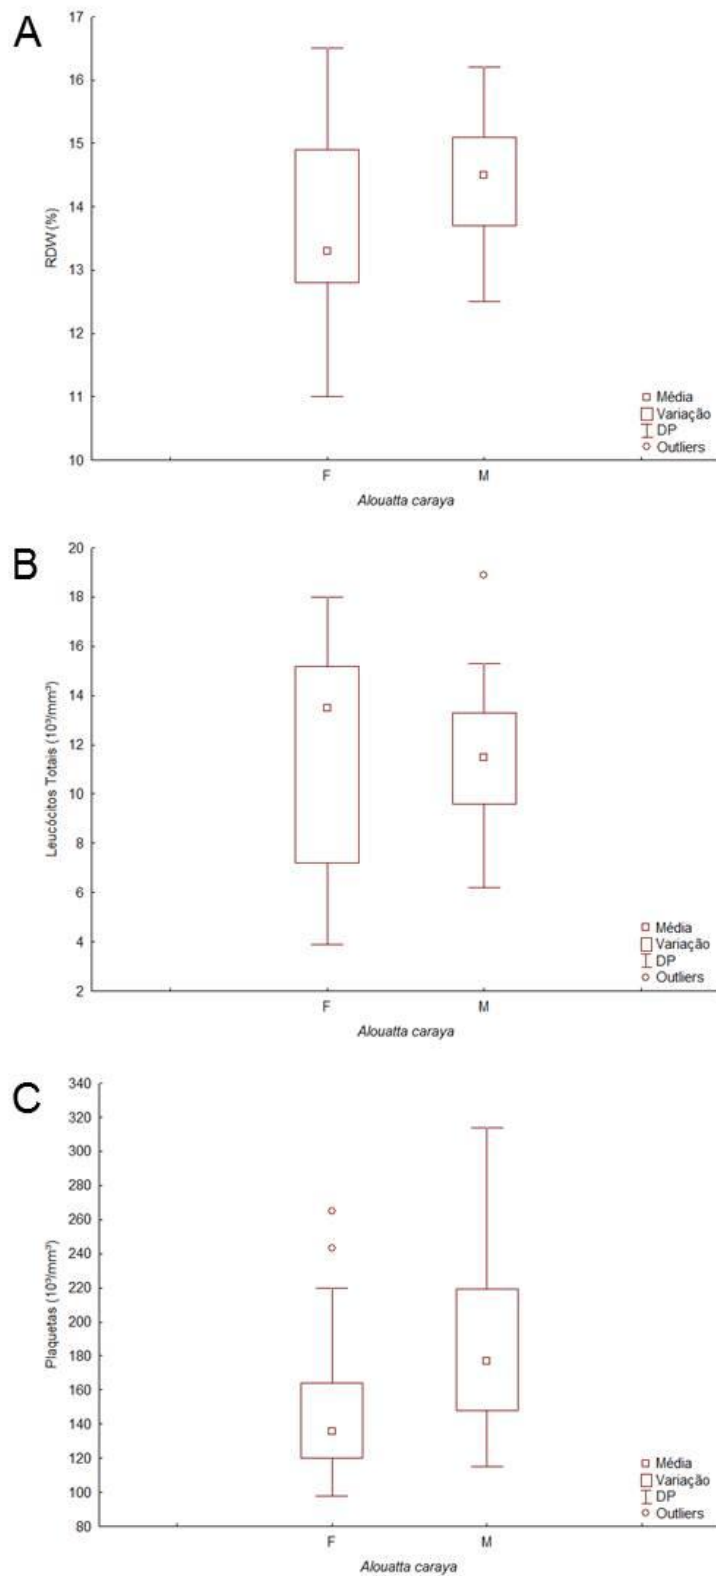 A
17
16
15
14
13
12
11
10
RDW (%)
Média
Variação
DP
Outliers
F
M
Alouatta caraya
B
20
18
16
14
12
10
8
6
4
2
Leucócitos Totais (10³/mm³)
Média
Variação
DP
Outliers
F
M
Alouatta caraya
C
340
320
300
280
260
240
220
200
180
160
140
120
100
80
Plaquetas (10³/mm³)
Média
Variação
DP
Outliers
F
M
Alouatta caraya